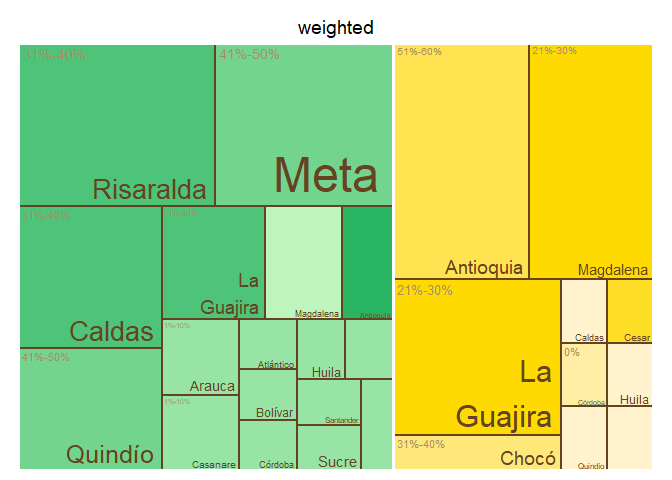 weighted
31%-40%
Risaralda
41%-50%
Meta
31%-40%
Caldas
La
Guajira
Magdalena
Antioquia
41%-50%
Quindío
1%-10%
Arauca
1%-10%
Casanare
Atlántico
Bolívar
Córdoba
Huila
Santander
Sucre
51%-60%
Antioquia
21%-30%
Magdalena
21%-30%
La
Guajira
31%-40%
Chocó
Caldas
Cesar
0%
Córdoba
Huila
Quindío